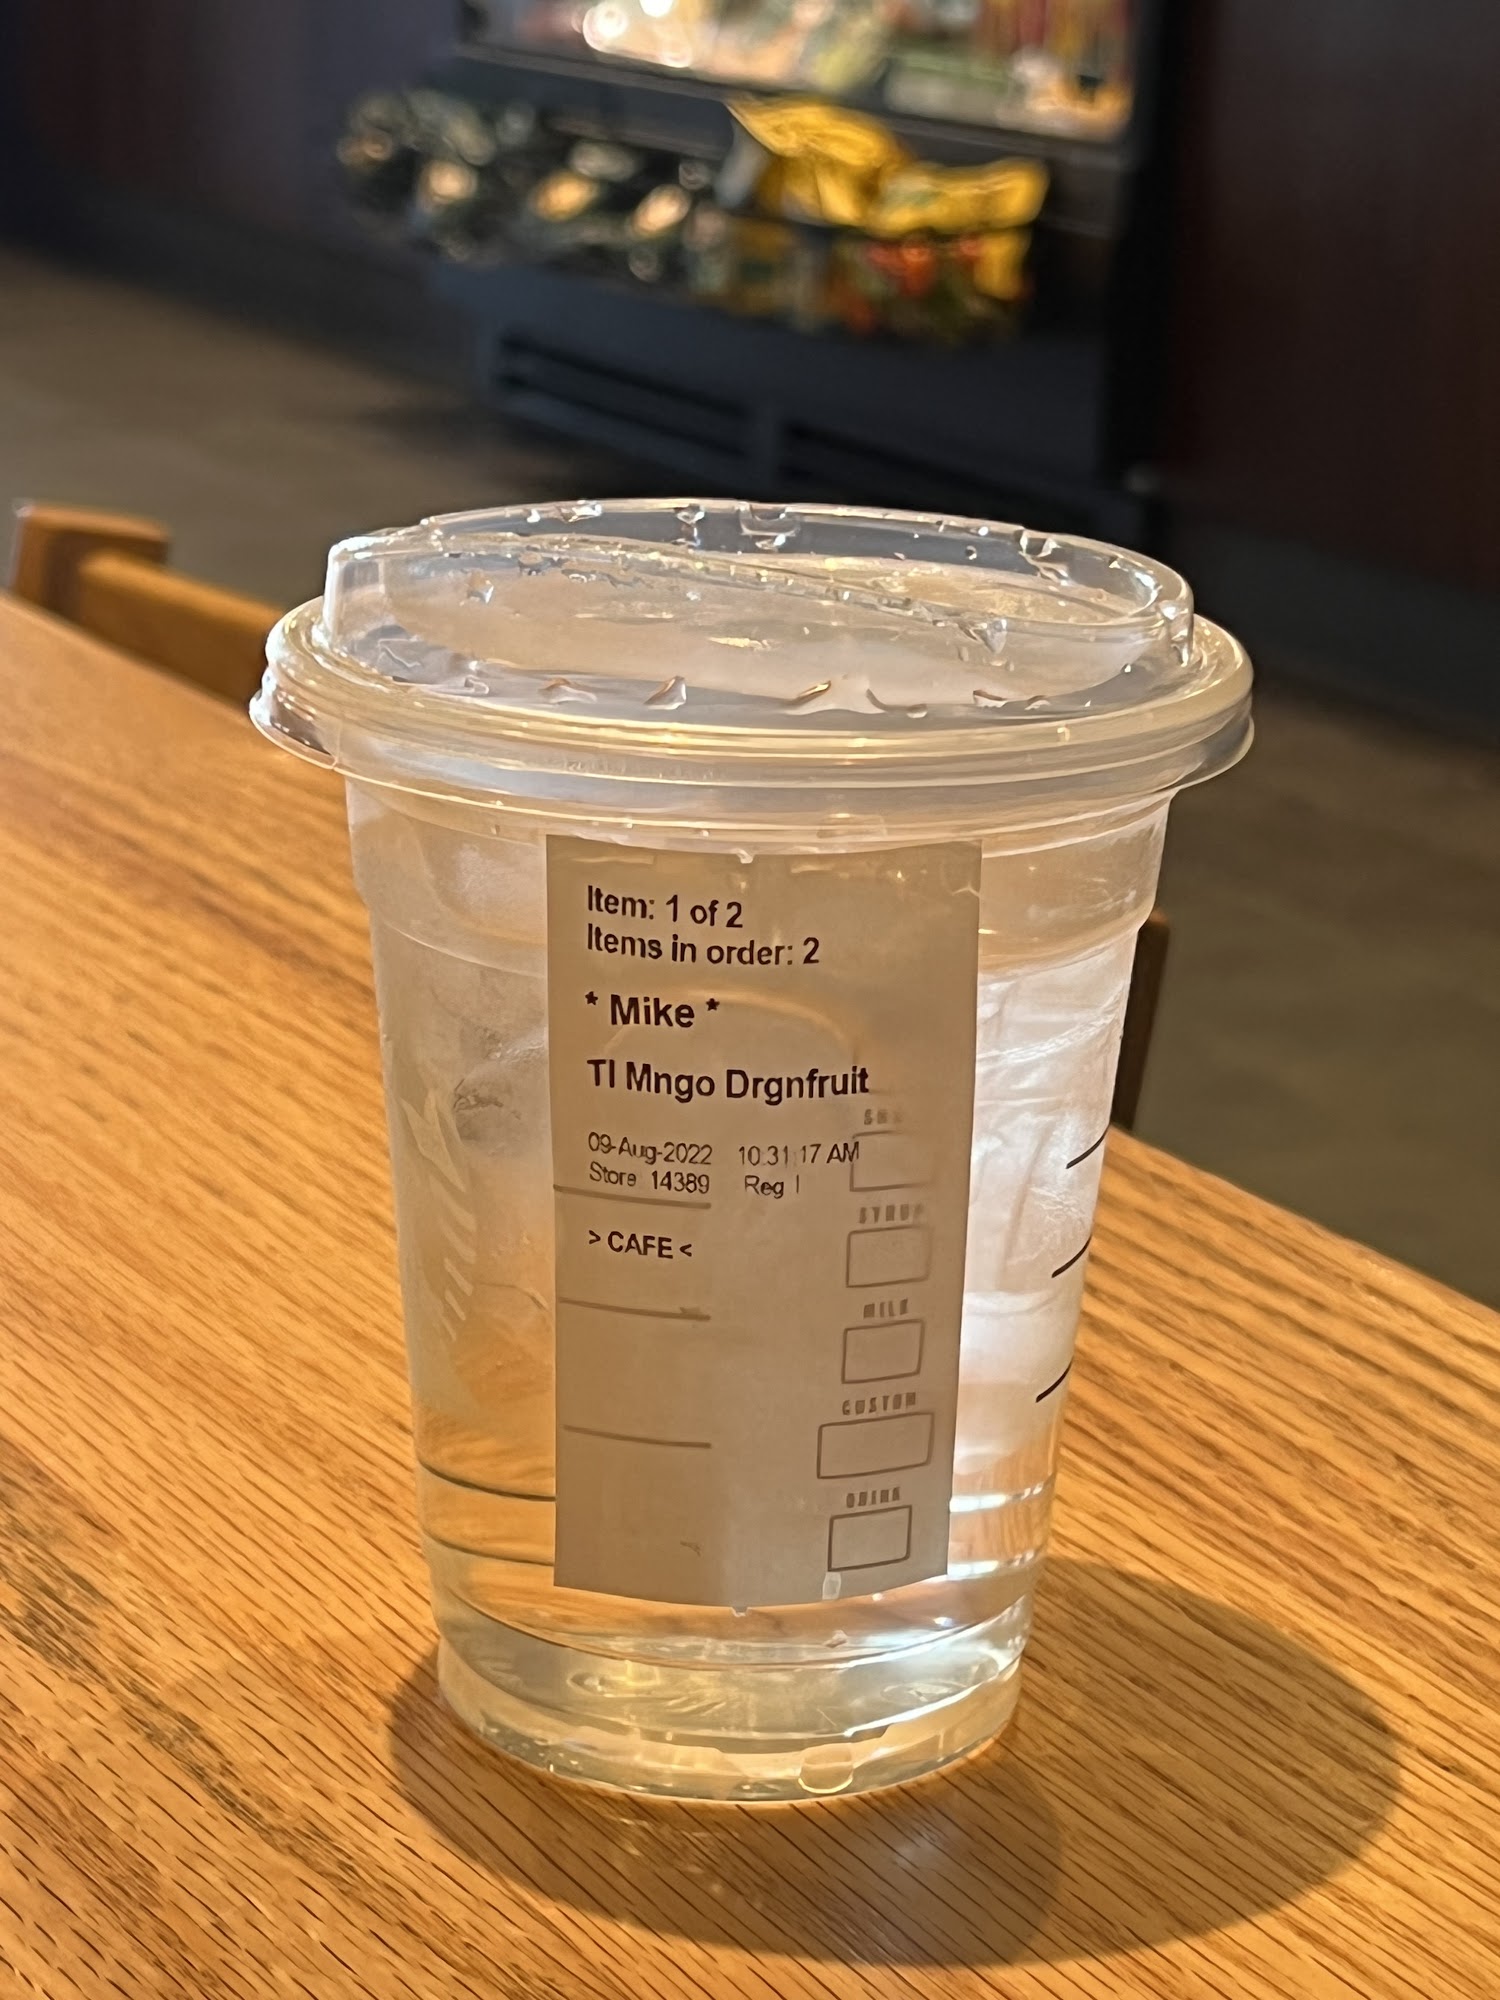 Item: 1 of 2
Items in order: 2
* Mike *
Tl Mngo Drgnfruit
09-Aug-2022 10:31:17 AM
Store 14389 Reg 1
> CAFE <
SYRUP
MILK
CUSTOM
DRINK